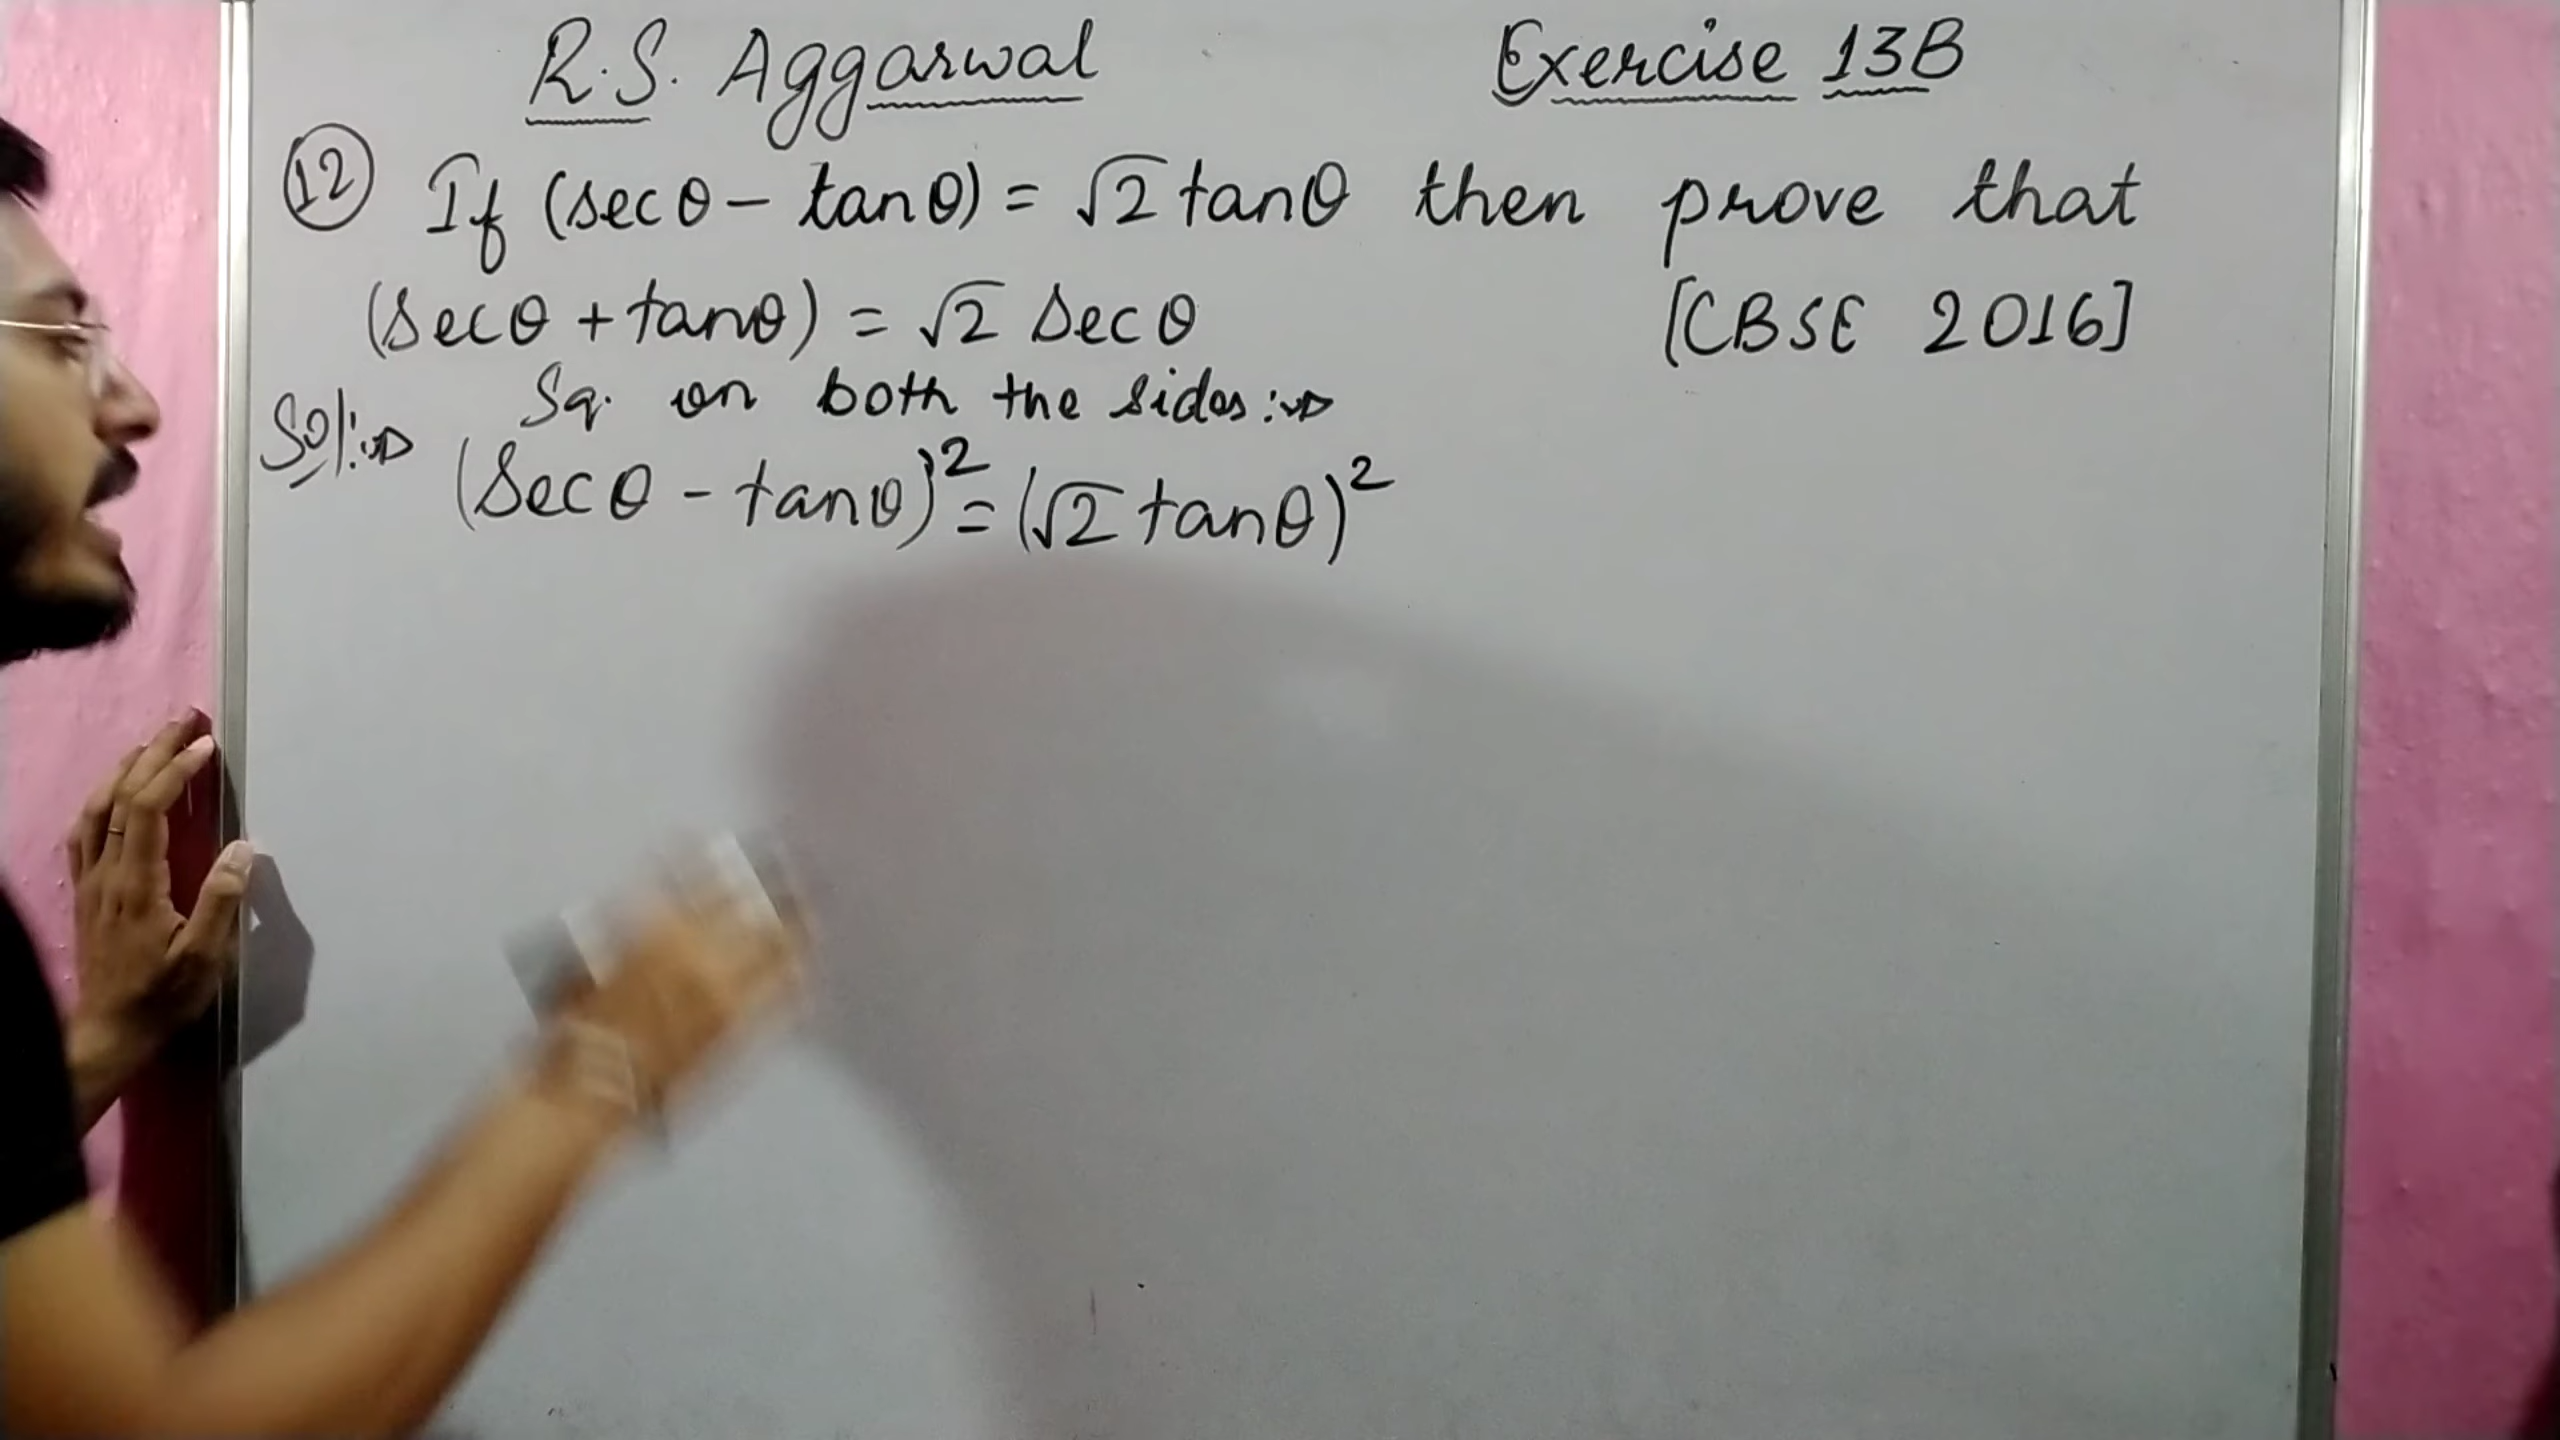 R.S. Aggarwal Exercise 13B
12 If (secθ - tanθ) = √2 tanθ then prove that
(Secθ + tanθ) = √2 Secθ [CBSE 2016]
Sol: Sq. on both the sides:
(Secθ - tanθ)² = (√2 tanθ)²